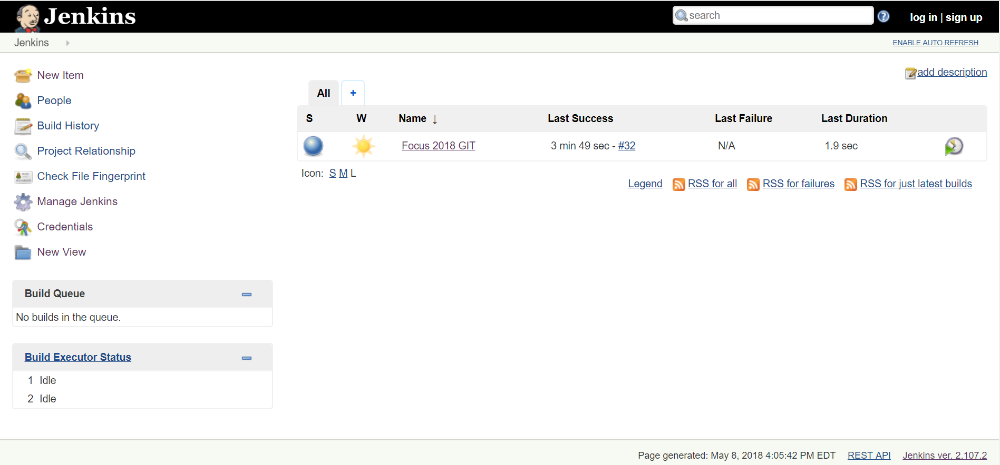 Jenkins
search
log in | sign up
Jenkins
ENABLE AUTO REFRESH
New Item
People
Build History
Project Relationship
Check File Fingerprint
Manage Jenkins
Credentials
New View
Build Queue
No builds in the queue.
Build Executor Status
1 Idle
2 Idle
add description
All +
S W Name ↓ Last Success Last Failure Last Duration
Focus 2018 GIT 3 min 49 sec - #32 N/A 1.9 sec
Icon: S M L
Legend RSS for all RSS for failures RSS for just latest builds
Page generated: May 8, 2018 4:05:42 PM EDT REST API Jenkins ver. 2.107.2